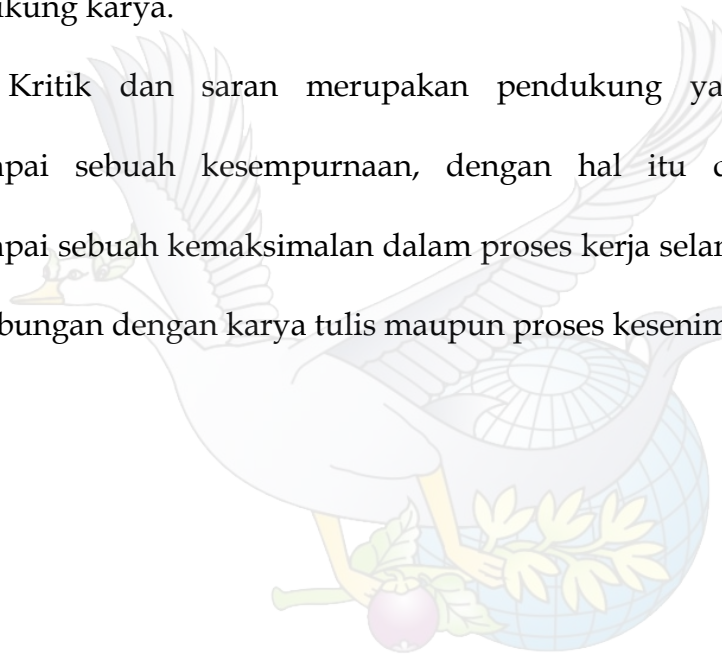 ikung karya.
Kritik dan saran merupakan pendukung ya
pai sebuah kesempurnaan, dengan hal itu d
pai sebuah kemaksimalan dalam proses kerja selan
bungan dengan karya tulis maupun proses kesenim